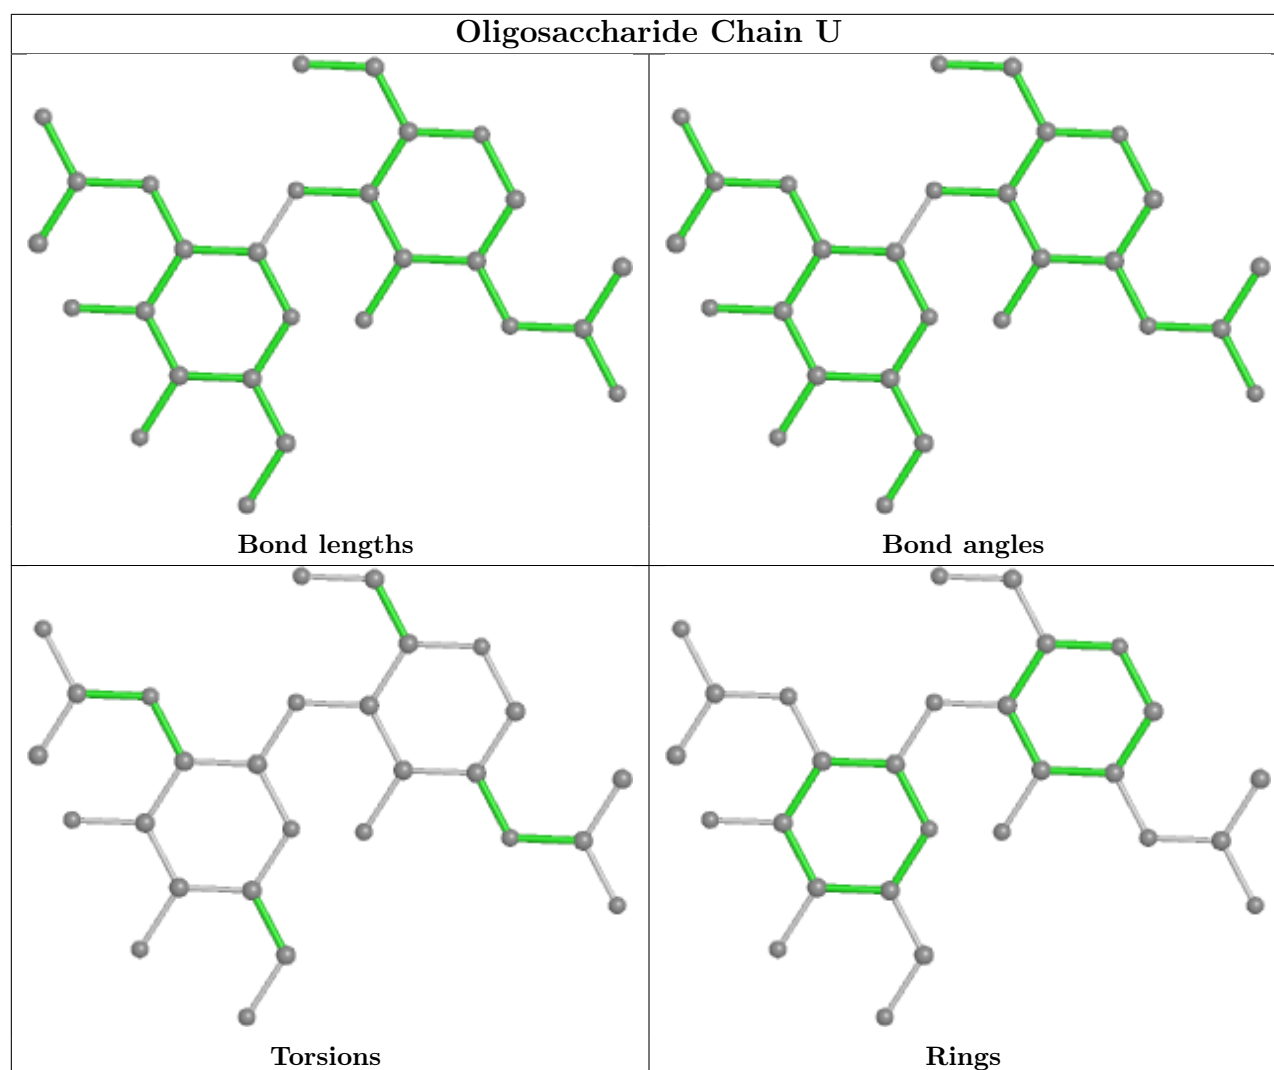 Oligosaccharide Chain U
Bond lengths
Bond angles
Torsions
Rings